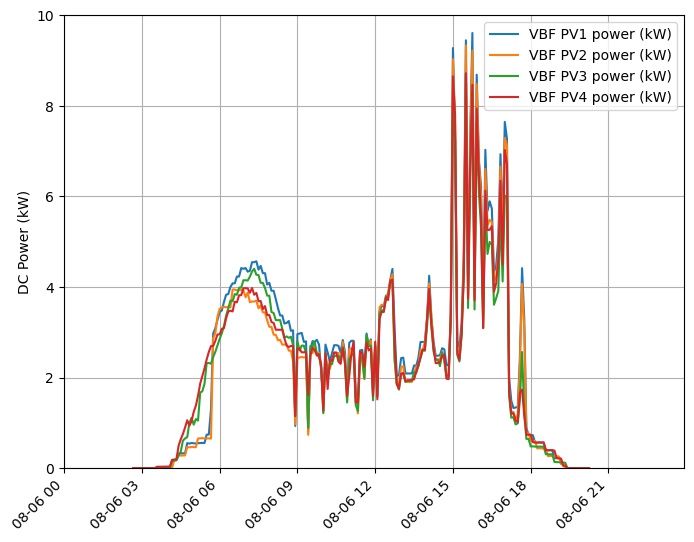 10
8
6
4
2
0
DC Power (kW)
VBF PV1 power (kW)
VBF PV2 power (kW)
VBF PV3 power (kW)
VBF PV4 power (kW)
08-06 00
08-06 03
08-06 06
08-06 09
08-06 12
08-06 15
08-06 18
08-06 21